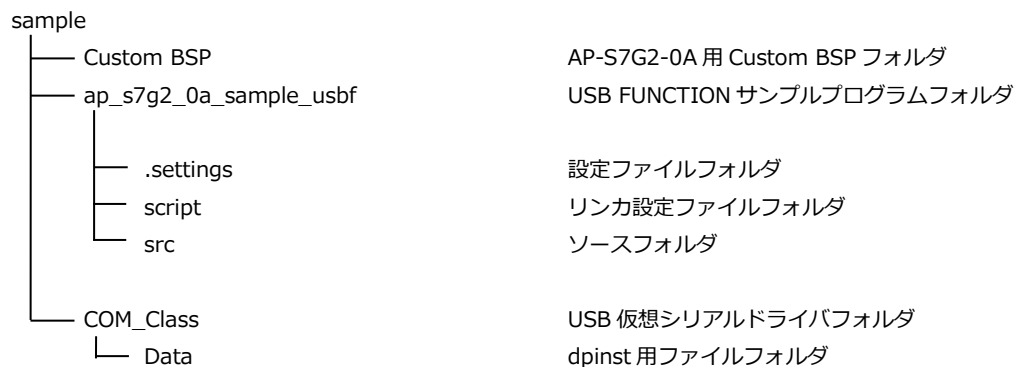 sample
Custom BSP AP-S7G2-0A 用 Custom BSP フォルダ
ap_s7g2_0a_sample_usbf USB FUNCTION サンプルプログラムフォルダ
.settings 設定ファイルフォルダ
script リンカ設定ファイルフォルダ
src ソースフォルダ
COM_Class USB 仮想シリアルドライバフォルダ
Data dpinst 用ファイルフォルダ